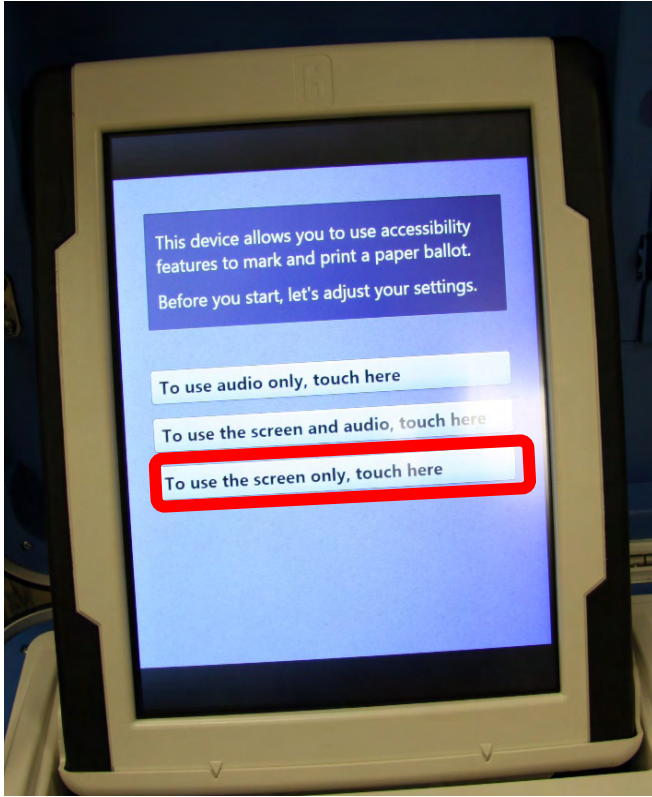 This device allows you to use accessibility
features to mark and print a paper ballot.
Before you start, let's adjust your settings.
To use audio only, touch here
To use the screen and audio, touch here
To use the screen only, touch here